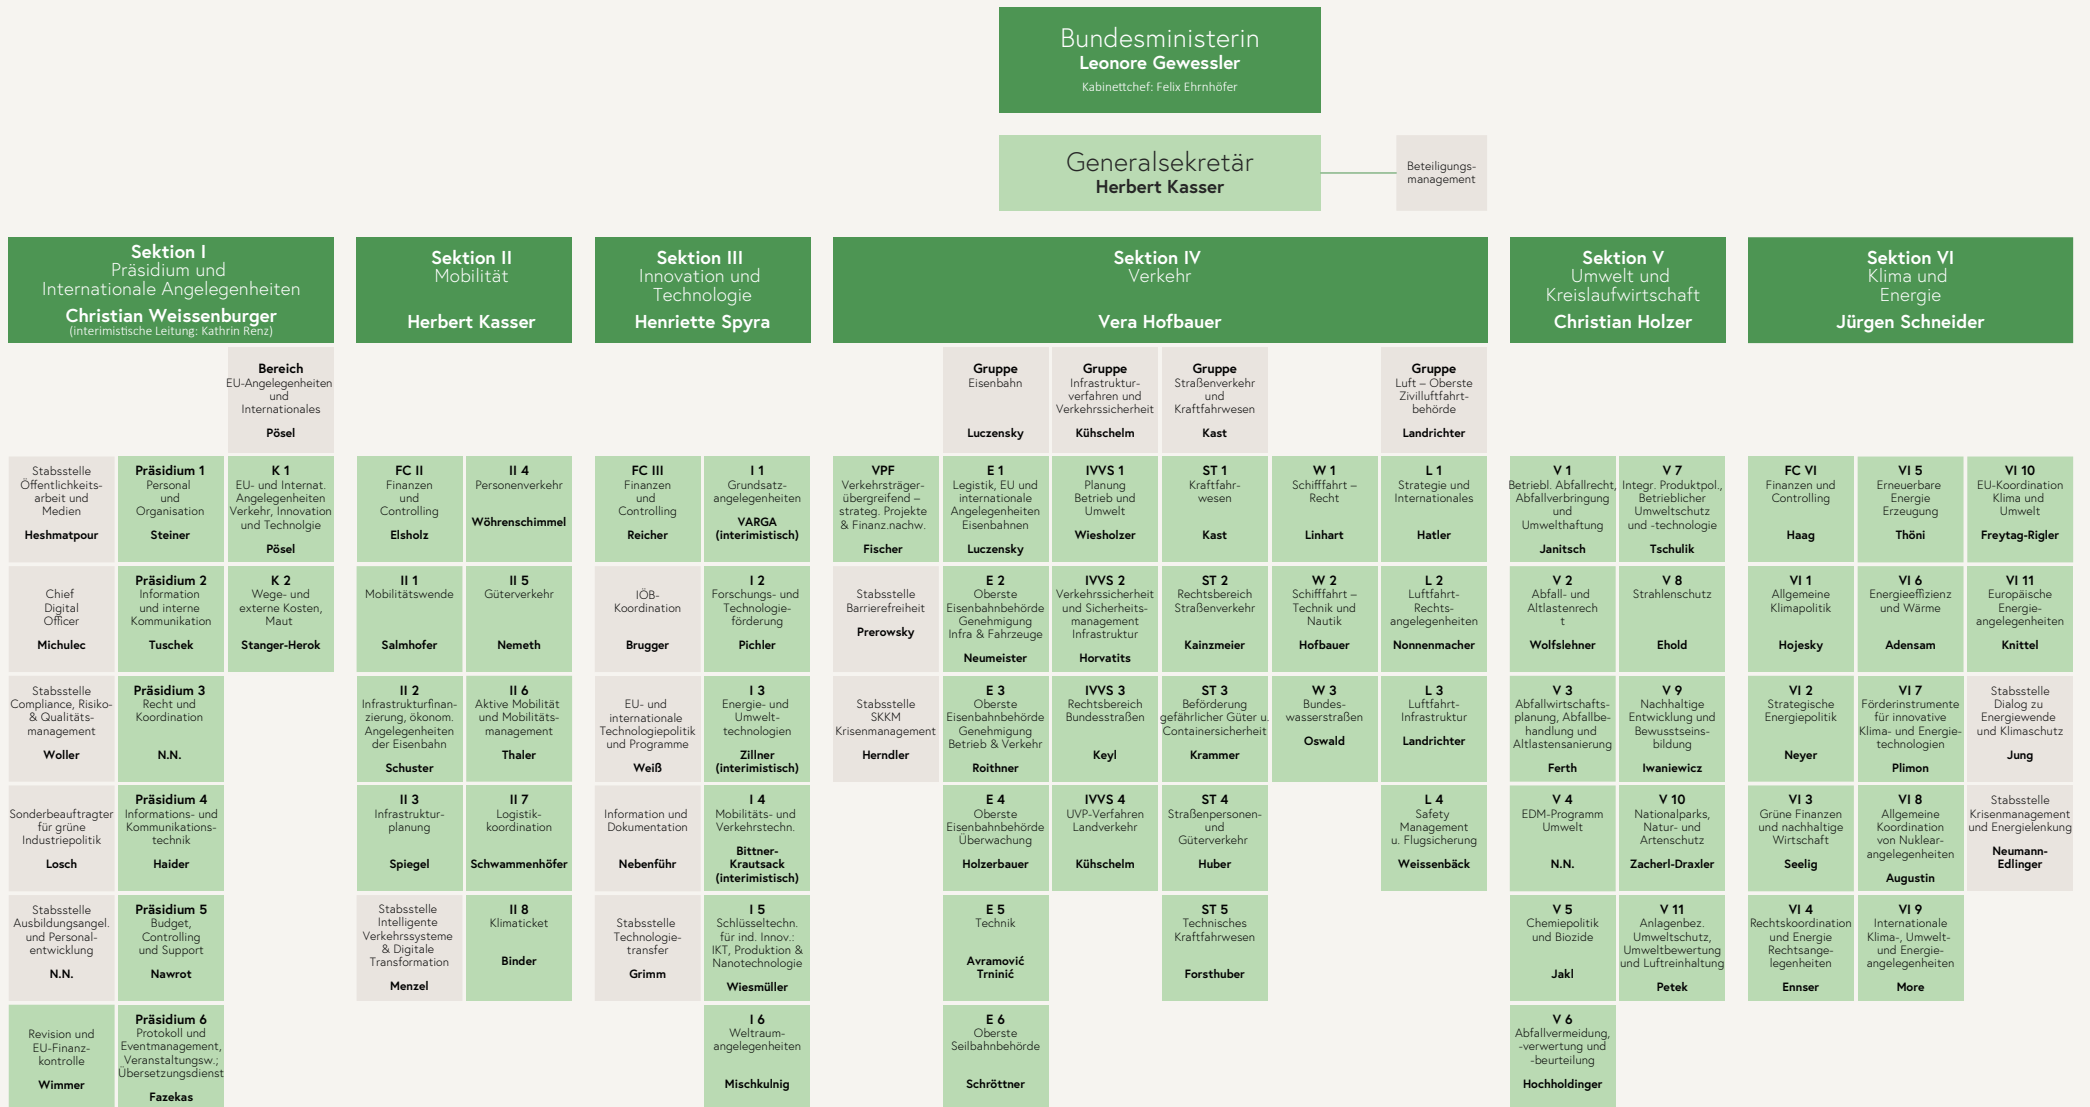 Bundesministerin
Leonore Gewessler
Kabinettchef: Felix Ehrnhöfer
Generalsekretär
Herbert Kasser
Beteiligungs-
management
Sektion I
Präsidium und
Internationale Angelegenheiten
Christian Weissenburger
(interimistische Leitung: Kathrin Renz)
Sektion II
Mobilität
Herbert Kasser
Sektion III
Innovation und
Technologie
Henriette Spyra
Sektion IV
Verkehr
Vera Hofbauer
Sektion V
Umwelt und
Kreislaufwirtschaft
Christian Holzer
Sektion VI
Klima und
Energie
Jürgen Schneider
Bereich
EU-Angelegenheiten
und
Internationales
Pösel
Gruppe
Eisenbahn
Luczensky
Gruppe
Infrastruktur-
verfahren und
Verkehrssicherheit
Kühschelm
Gruppe
Straßenverkehr
und
Kraftfahrwesen
Kast
Gruppe
Luft – Oberste
Zivilluftfahrt-
behörde
Landrichter
Stabsstelle
Öffentlichkeits-
arbeit und
Medien
Heshmatpour
Präsidium 1
Personal
und
Organisation
Steiner
K 1
EU- und Internat.
Angelegenheiten
Verkehr, Innovation
und Technolgie
Pösel
FC II
Finanzen
und
Controlling
Elsholz
II 4
Personenverkehr
Wöhrenschimmel
FC III
Finanzen
und
Controlling
Reicher
I 1
Grundsatz-
angelegenheiten
VARGA
(interimistisch)
VPF
Verkehrsträger-
übergreifend –
strateg. Projekte
& Finanz.nachw.
Fischer
E 1
Legistik, EU und
internationale
Angelegenheiten
Eisenbahnen
Luczensky
IVVS 1
Planung
Betrieb und
Umwelt
Wiesholzer
ST 1
Kraftfahr-
wesen
Kast
W 1
Schifffahrt –
Recht
Linhart
L 1
Strategie und
Internationales
Hatler
V 1
Betriebl. Abfallrecht,
Abfallverbringung
und
Umwelthaftung
Janitsch
V 7
Integr. Produktpol.,
Betrieblicher
Umweltschutz
und -technologie
Tschulik
FC VI
Finanzen und
Controlling
Haag
VI 5
Erneuerbare
Energie
Erzeugung
Thöni
VI 10
EU-Koordination
Klima und
Umwelt
Freytag-Rigler
Chief
Digital
Officer
Michulec
Präsidium 2
Information
und interne
Kommunikation
Tuschek
K 2
Wege- und
externe Kosten,
Maut
Stanger-Herok
II 1
Mobilitätswende
Salmhofer
II 5
Güterverkehr
Nemeth
IÖB-
Koordination
Brugger
I 2
Forschungs- und
Technologie-
förderung
Pichler
Stabsstelle
Barrierefreiheit
Prerowsky
E 2
Oberste
Eisenbahnbehörde
Genehmigung
Infra & Fahrzeuge
Neumeister
IVVS 2
Verkehrssicherheit
und Sicherheits-
management
Infrastruktur
Horvatits
ST 2
Rechtsbereich
Straßenverkehr
Kainzmeier
W 2
Schifffahrt –
Technik und
Nautik
Hofbauer
L 2
Luftfahrt-
Rechts-
angelegenheiten
Nonnenmacher
V 2
Abfall- und
Altlastenrech
t
Wolfslehner
V 8
Strahlenschutz
Ehold
VI 1
Allgemeine
Klimapolitik
Hojesky
VI 6
Energieeffizienz
und Wärme
Adensam
VI 11
Europäische
Energie-
angelegenheiten
Knittel
Stabsstelle
Compliance, Risiko-
& Qualitäts-
management
Woller
Präsidium 3
Recht und
Koordination
N.N.
II 2
Infrastrukturfinan-
zierung, ökonom.
Angelegenheiten
der Eisenbahn
Schuster
II 6
Aktive Mobilität
und Mobilitäts-
management
Thaler
EU- und
internationale
Technologiepolitik
und Programme
Weiß
I 3
Energie- und
Umwelt-
technologien
Zillner
(interimistisch)
Stabsstelle
SKKM
Krisenmanagement
Herndler
E 3
Oberste
Eisenbahnbehörde
Genehmigung
Betrieb & Verkehr
Roithner
IVVS 3
Rechtsbereich
Bundesstraßen
Keyl
ST 3
Beförderung
gefährlicher Güter u.
Containersicherheit
Krammer
W 3
Bundes-
wasserstraßen
Oswald
L 3
Luftfahrt-
Infrastruktur
Landrichter
V 3
Abfallwirtschafts-
planung, Abfallbe-
handlung und
Altlastensanierung
Ferth
V 9
Nachhaltige
Entwicklung und
Bewusstseins-
bildung
Iwaniewicz
VI 2
Strategische
Energiepolitik
Neyer
VI 7
Förderinstrumente
für innovative
Klima- und Energie-
technologien
Plimon
Stabsstelle
Dialog zu
Energiewende
und Klimaschutz
Jung
Sonderbeauftragter
für grüne
Industriepolitik
Losch
Präsidium 4
Informations- und
Kommunikations-
technik
Haider
II 3
Infrastruktur-
planung
Spiegel
II 7
Logistik-
koordination
Schwammenhöfer
Information und
Dokumentation
Nebenführ
I 4
Mobilitäts- und
Verkehrstechn.
Bittner-
Krautsack
(interimistisch)
E 4
Oberste
Eisenbahnbehörde
Überwachung
Holzerbauer
IVVS 4
UVP-Verfahren
Landverkehr
Kühschelm
ST 4
Straßenpersonen-
und
Güterverkehr
Huber
L 4
Safety
Management
u. Flugsicherung
Weissenbäck
V 4
EDM-Programm
Umwelt
N.N.
V 10
Nationalparks,
Natur- und
Artenschutz
Zacherl-Draxler
VI 3
Grüne Finanzen
und nachhaltige
Wirtschaft
Seelig
VI 8
Allgemeine
Koordination
von Nuklear-
angelegenheiten
Augustin
Stabsstelle
Krisenmanagement
und Energielenkung
Neumann-
Edlinger
Stabsstelle
Ausbildungsangel.
und Personal-
entwicklung
N.N.
Präsidium 5
Budget,
Controlling
und Support
Nawrot
Stabsstelle
Intelligente
Verkehrssysteme
& Digitale
Transformation
Menzel
II 8
Klimaticket
Binder
Stabsstelle
Technologie-
transfer
Grimm
I 5
Schlüsseltechn.
für ind. Innov.:
IKT, Produktion &
Nanotechnologie
Wiesmüller
E 5
Technik
Avramović
Trninić
ST 5
Technisches
Kraftfahrwesen
Forsthuber
V 5
Chemiepolitik
und Biozide
Jakl
V 11
Anlagenbez.
Umweltschutz,
Umweltbewertung
und Luftreinhaltung
Petek
VI 4
Rechtskoordination
und Energie
Rechtsange-
legenheiten
Ennser
VI 9
Internationale
Klima-, Umwelt-
und Energie-
angelegenheiten
More
Revision und
EU-Finanz-
kontrolle
Wimmer
Präsidium 6
Protokoll und
Eventmanagement,
Veranstaltungsw.;
Übersetzungsdienst
Fazekas
I 6
Weltraum-
angelegenheiten
Mischkulnig
E 6
Oberste
Seilbahnbehörde
Schröttner
V 6
Abfallvermeidung,
-verwertung und
-beurteilung
Hochholdinger